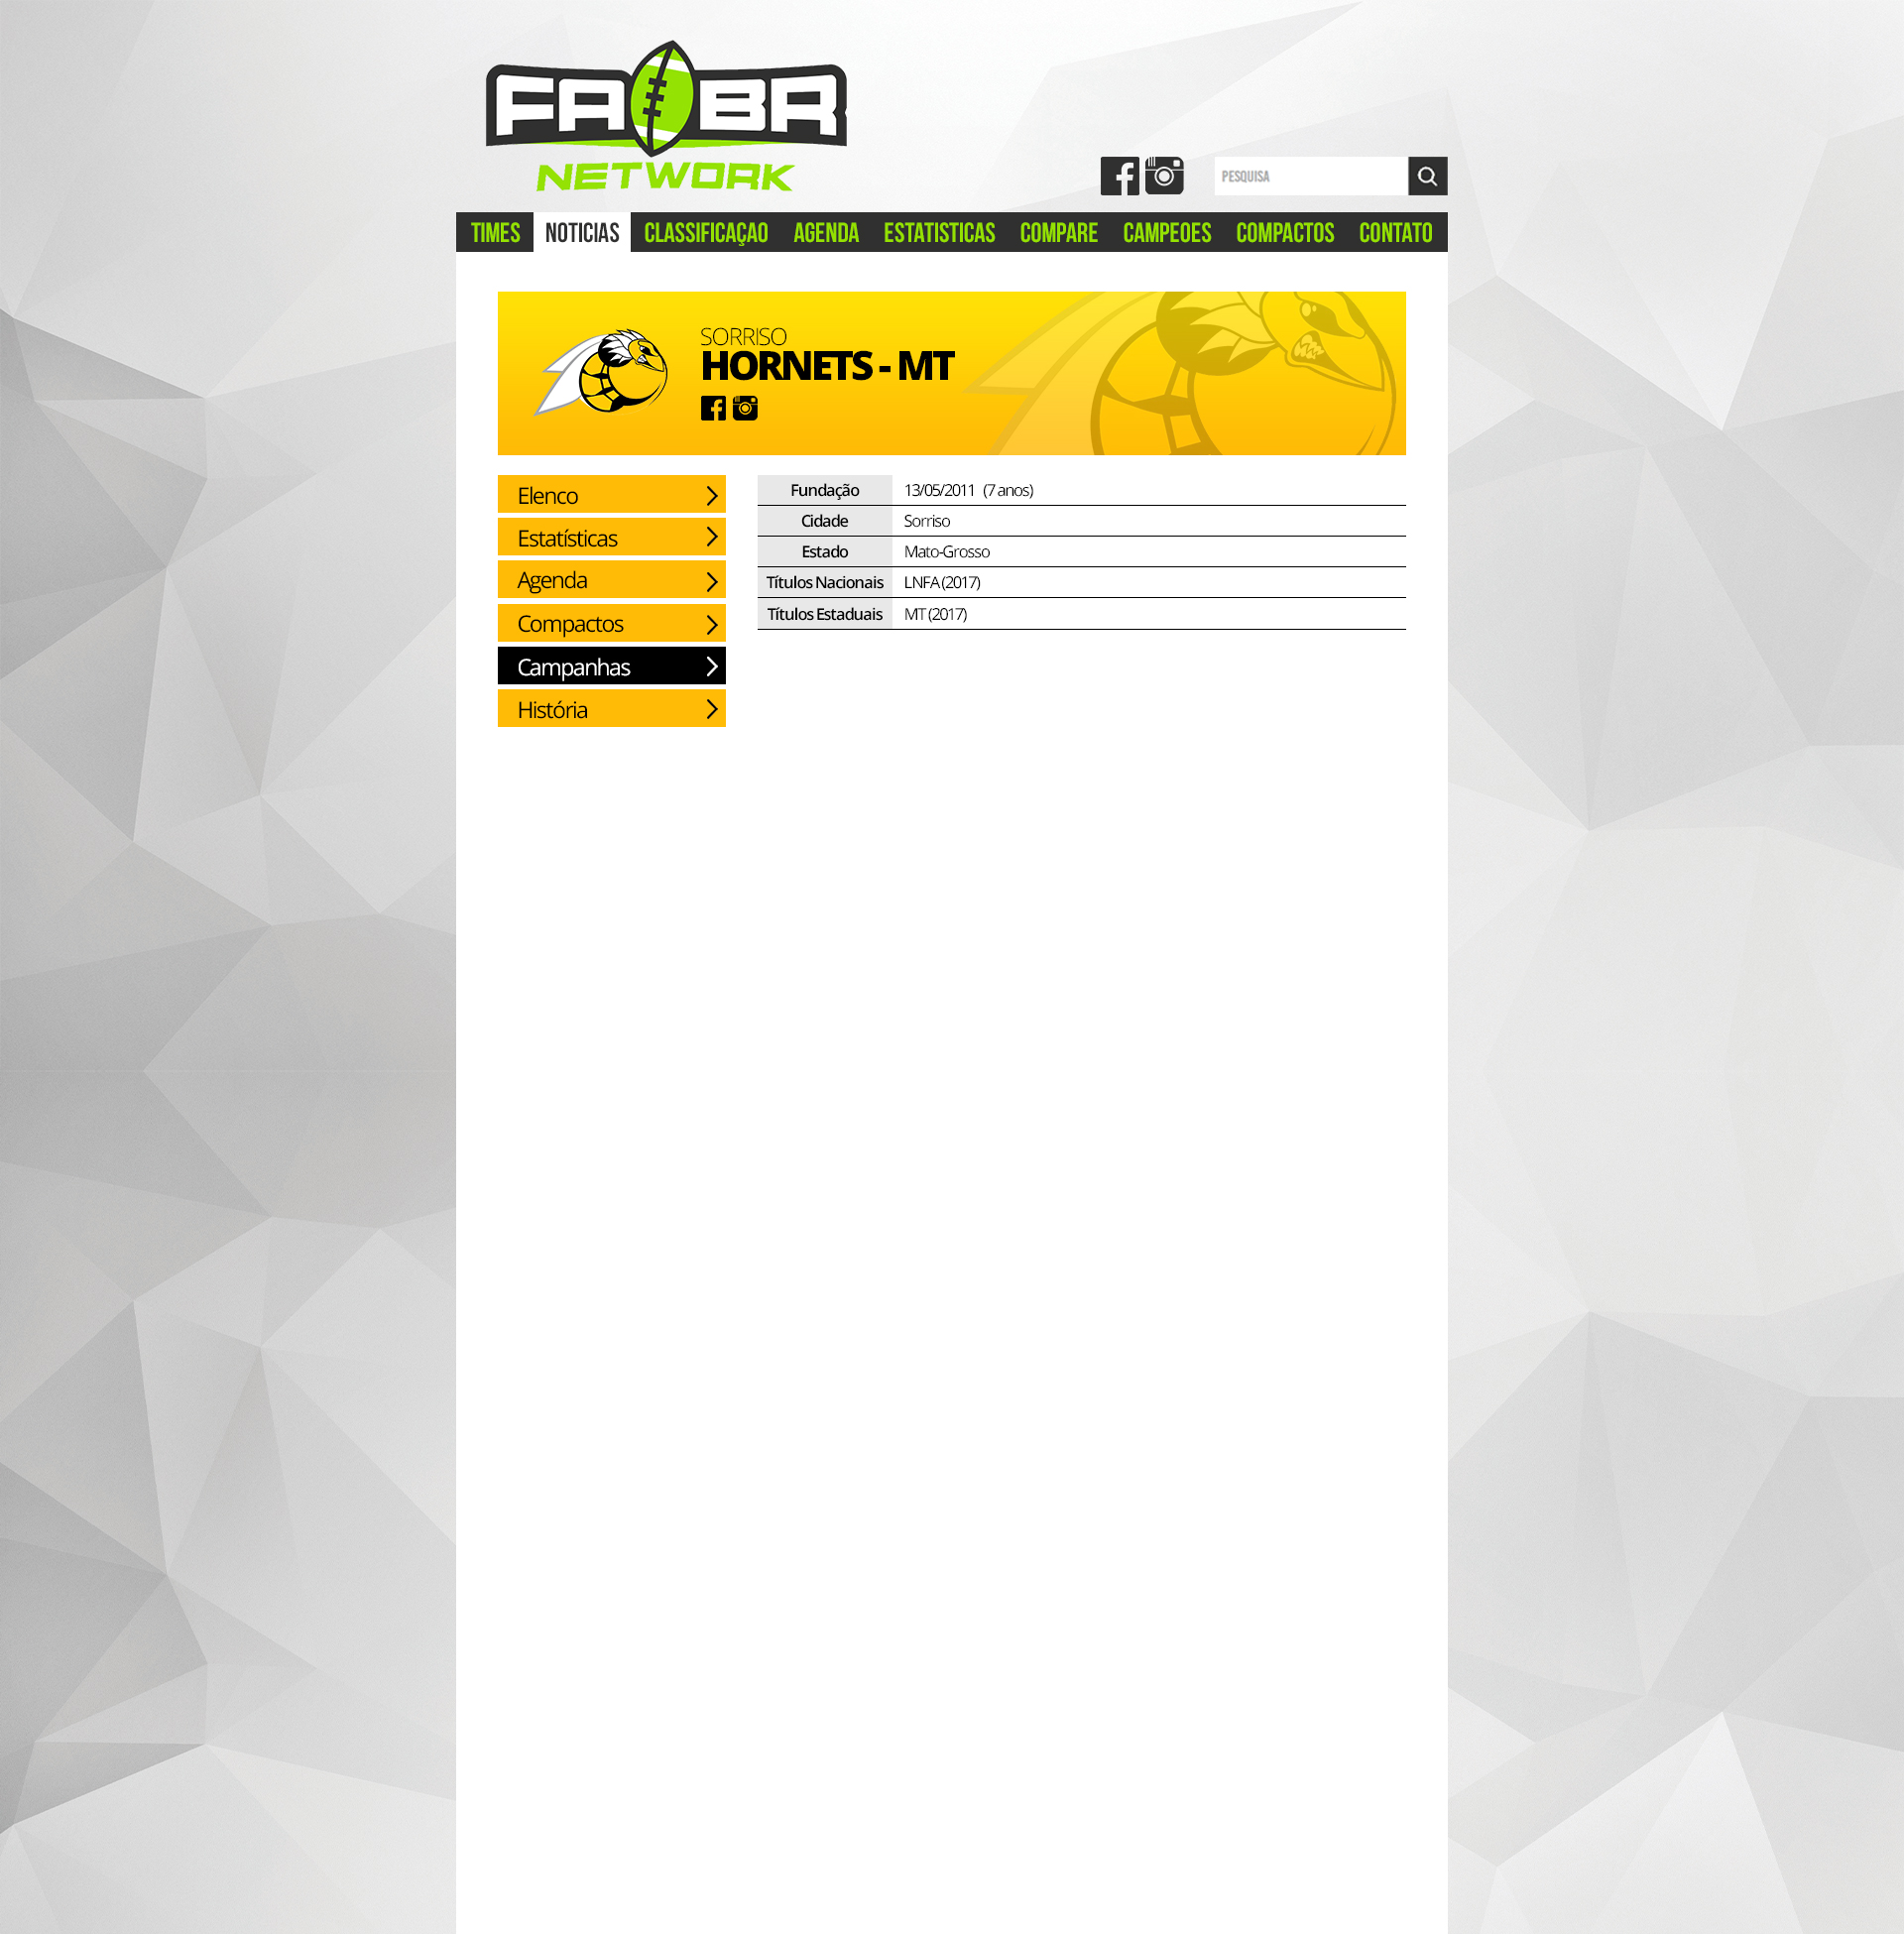 FABR
NETWORK
PESQUISA
TIMES NOTICIAS CLASSIFICAÇAO AGENDA ESTATISTICAS COMPARE CAMPEOES COMPACTOS CONTATO
SORRISO
HORNETS - MT
Elenco
Estatísticas
Agenda
Compactos
Campanhas
História
Fundação 13/05/2011 (7 anos)
Cidade Sorriso
Estado Mato-Grosso
Títulos Nacionais LNFA (2017)
Títulos Estaduais MT (2017)